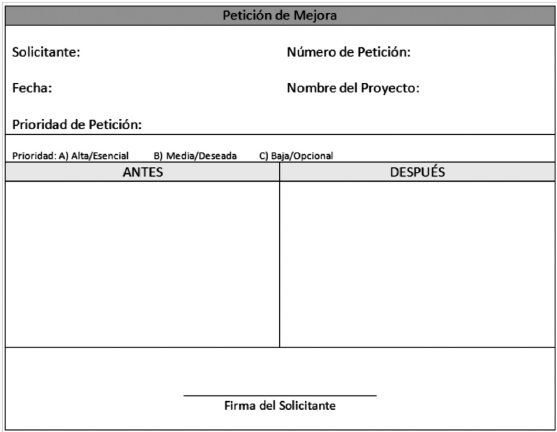 Petición de Mejora
Solicitante: Número de Petición:
Fecha: Nombre del Proyecto:
Prioridad de Petición:
Prioridad: A) Alta/Esencial B) Media/Deseada C) Baja/Opcional
ANTES DESPUÉS
Firma del Solicitante